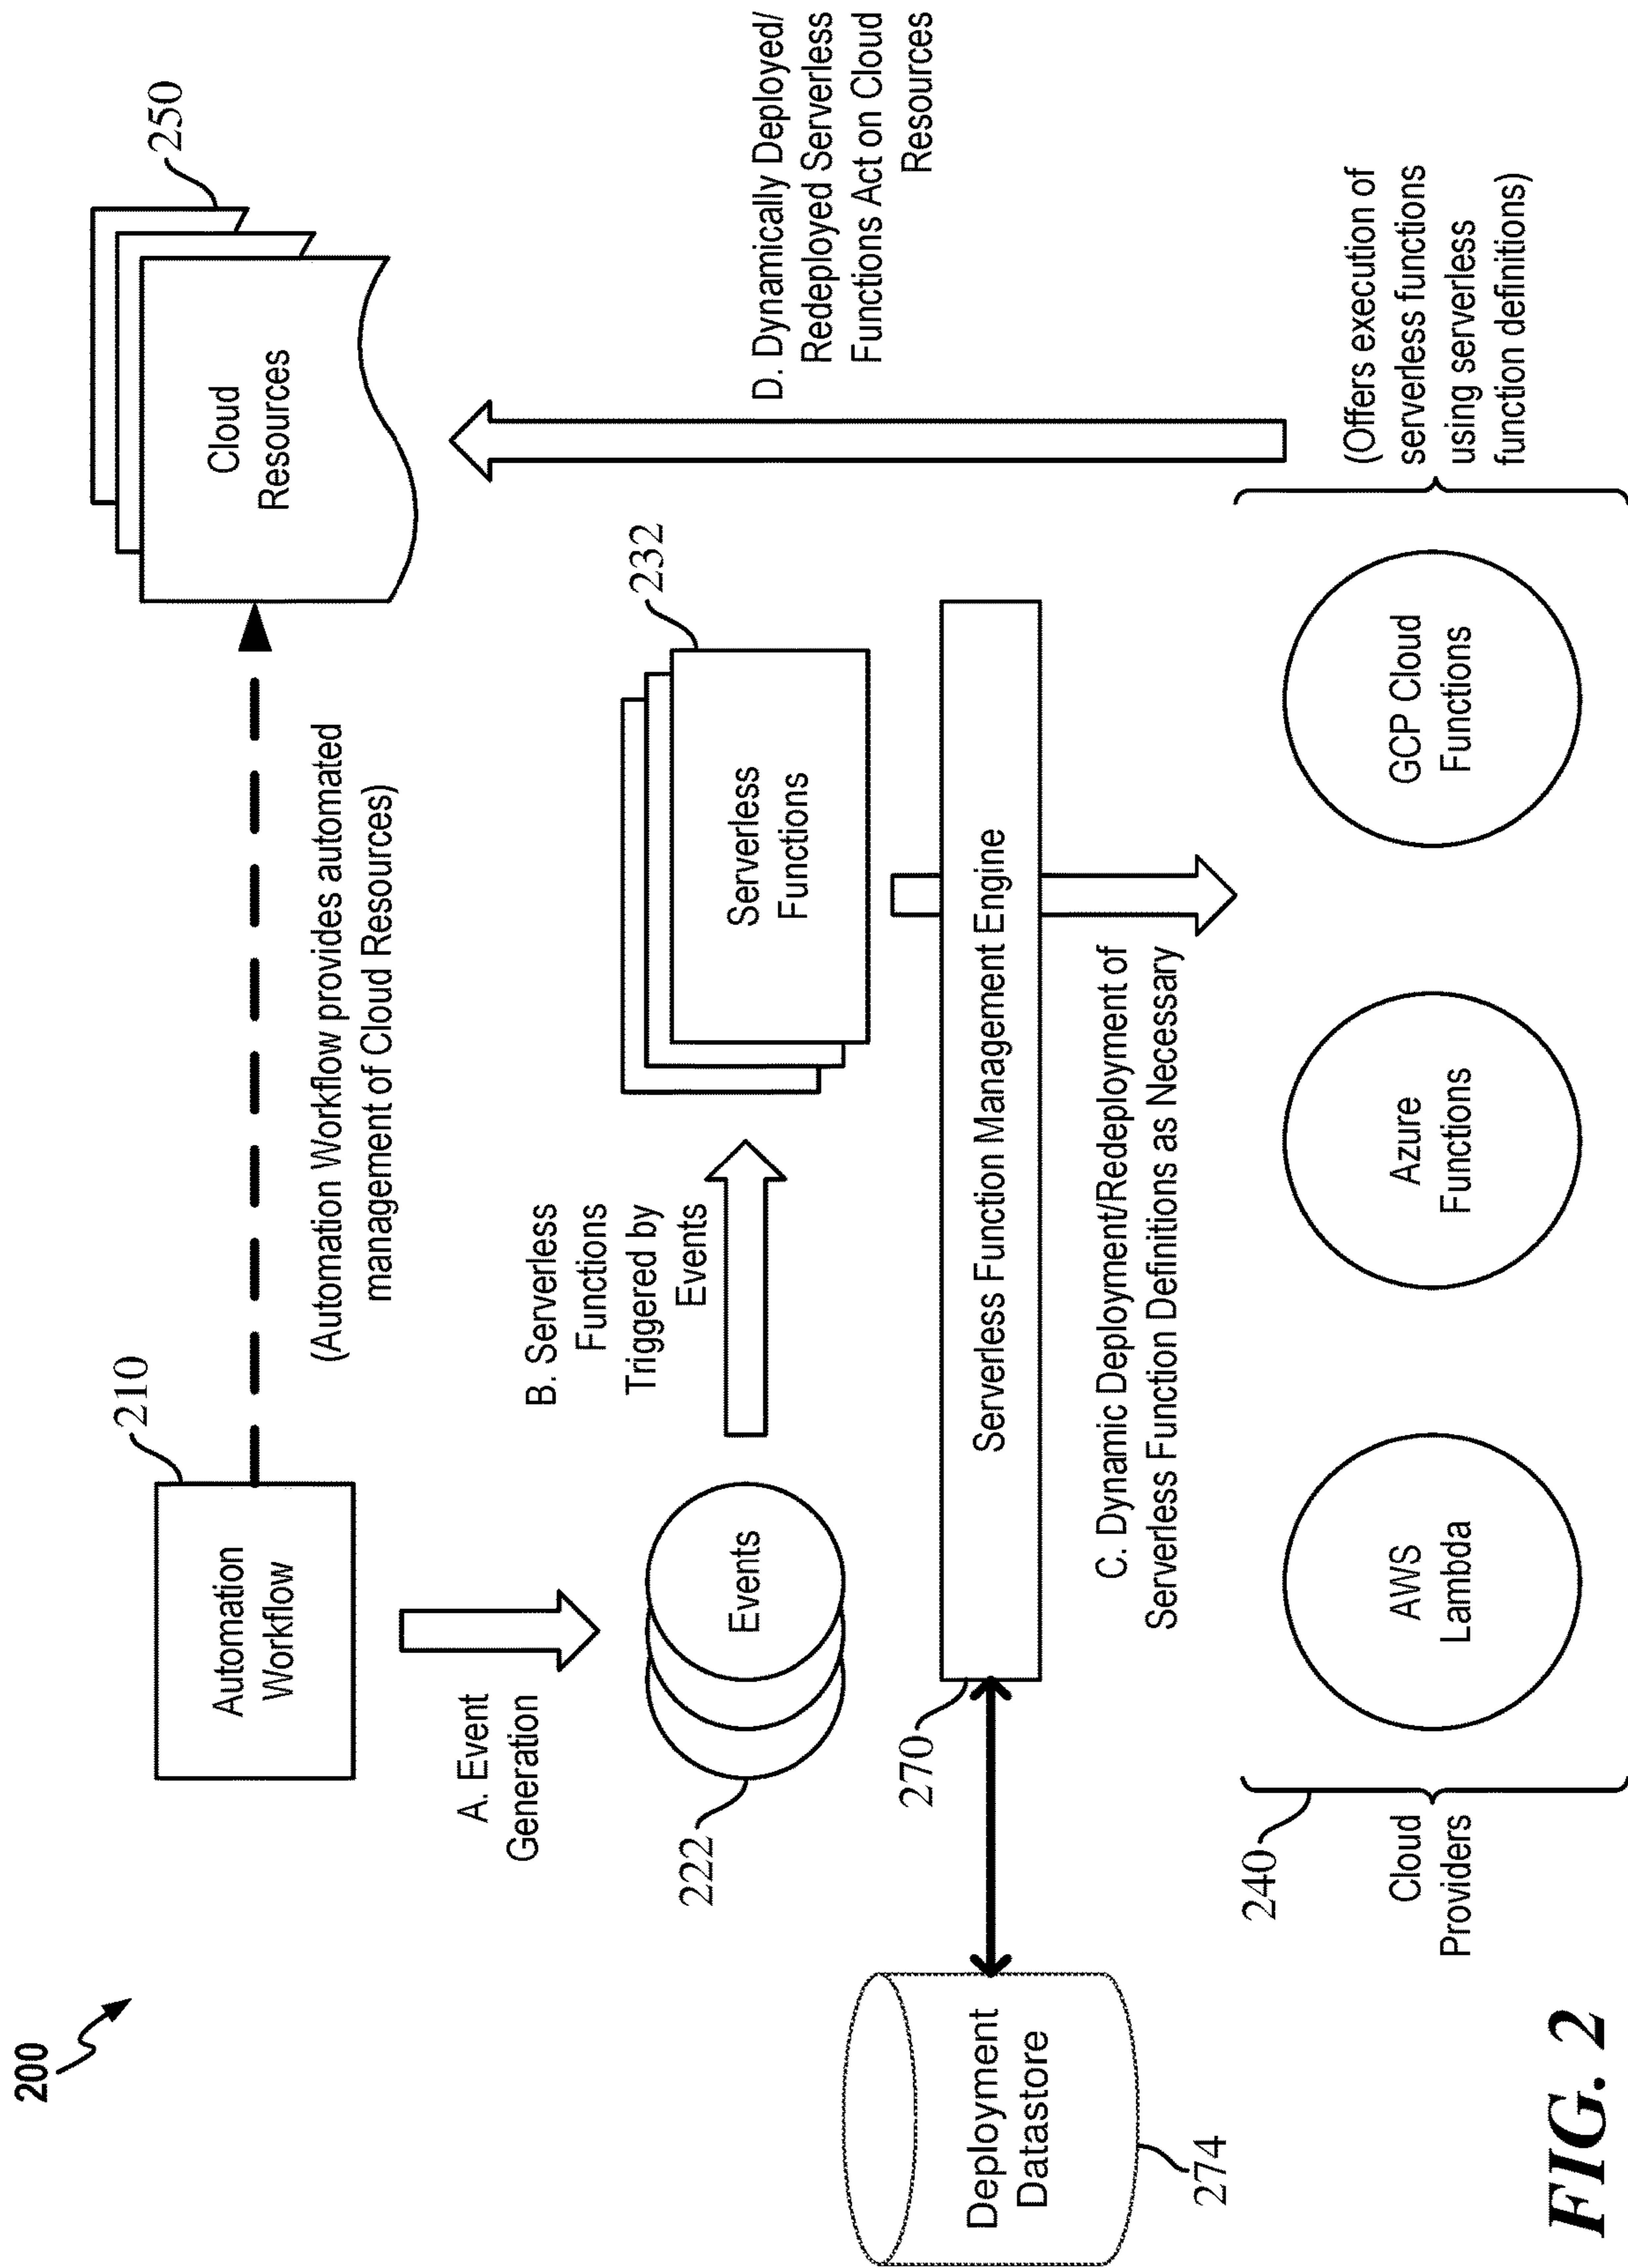 200
Automation
Workflow
210
(Automation Workflow provides automated
management of Cloud Resources)
Cloud
Resources
250
A. Event
Generation
Events
222
B. Serverless
Functions
Triggered by
Events
Serverless
Functions
232
D. Dynamically Deployed/
Redeployed Serverless
Functions Act on Cloud
Resources
Deployment
Datastore
274
270
Serverless Function Management Engine
C. Dynamic Deployment/Redeployment of
Serverless Function Definitions as Necessary
240
Cloud
Providers
AWS
Lambda
Azure
Functions
GCP Cloud
Functions
(Offers execution of
serverless functions
using serverless
function definitions)
FIG. 2